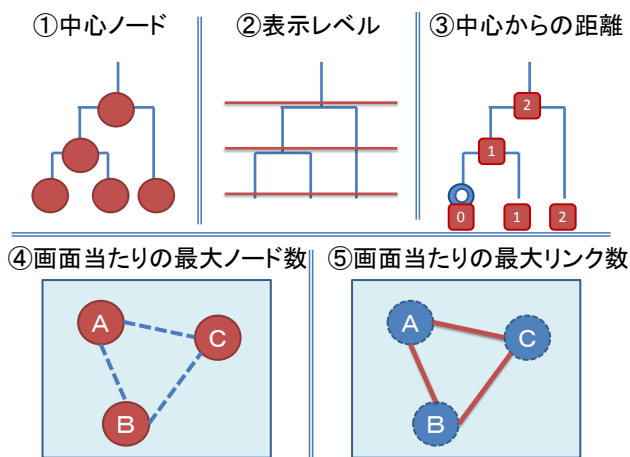 ①中心ノード
②表示レベル
③中心からの距離
2
1
0
1
2
④画面当たりの最大ノード数
⑤画面当たりの最大リンク数
A
C
B
A
C
B